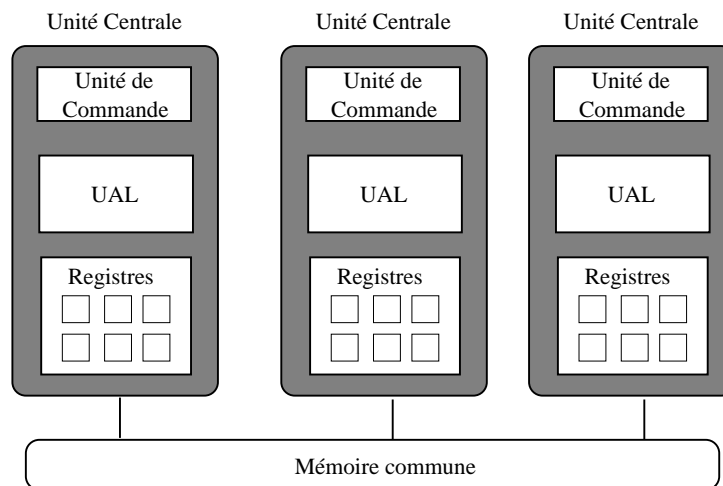 Unité Centrale
Unité Centrale
Unité Centrale
Unité de
Commande
Unité de
Commande
Unité de
Commande
UAL
UAL
UAL
Registres
Registres
Registres
Mémoire commune